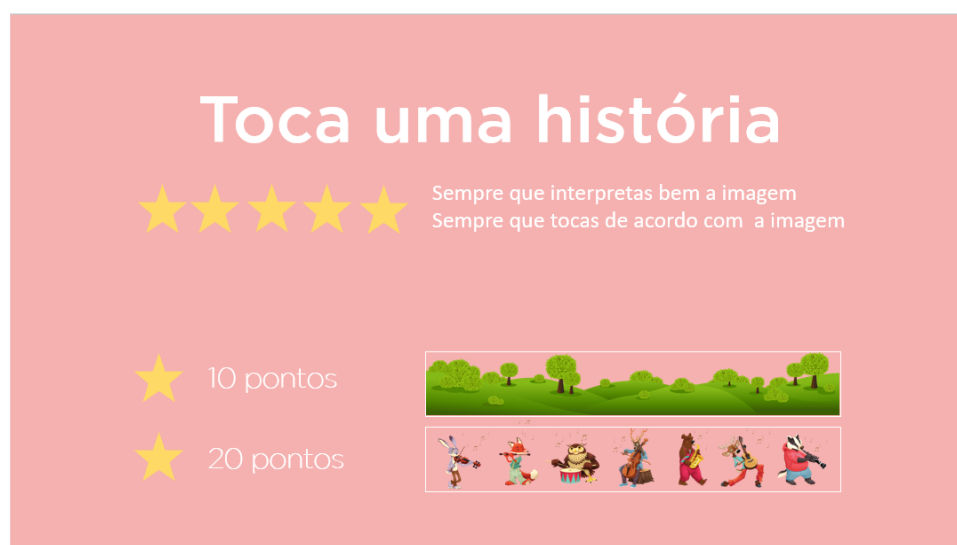 Toca uma história
Sempre que interpretas bem a imagem
Sempre que tocas de acordo com  a imagem
10 pontos
20 pontos